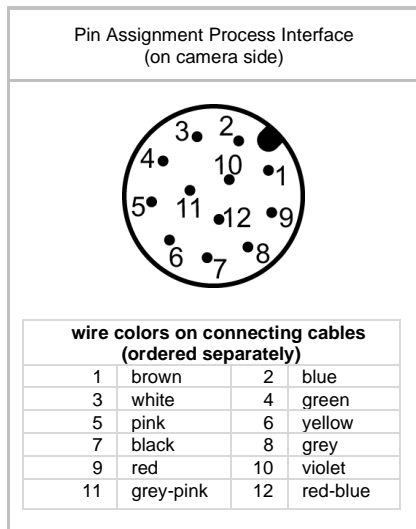 Pin Assignment Process Interface
(on camera side)
3 2
4 10 1
5 11 12 9
6 7 8
wire colors on connecting cables
(ordered separately)
1 brown 2 blue
3 white 4 green
5 pink 6 yellow
7 black 8 grey
9 red 10 violet
11 grey-pink 12 red-blue